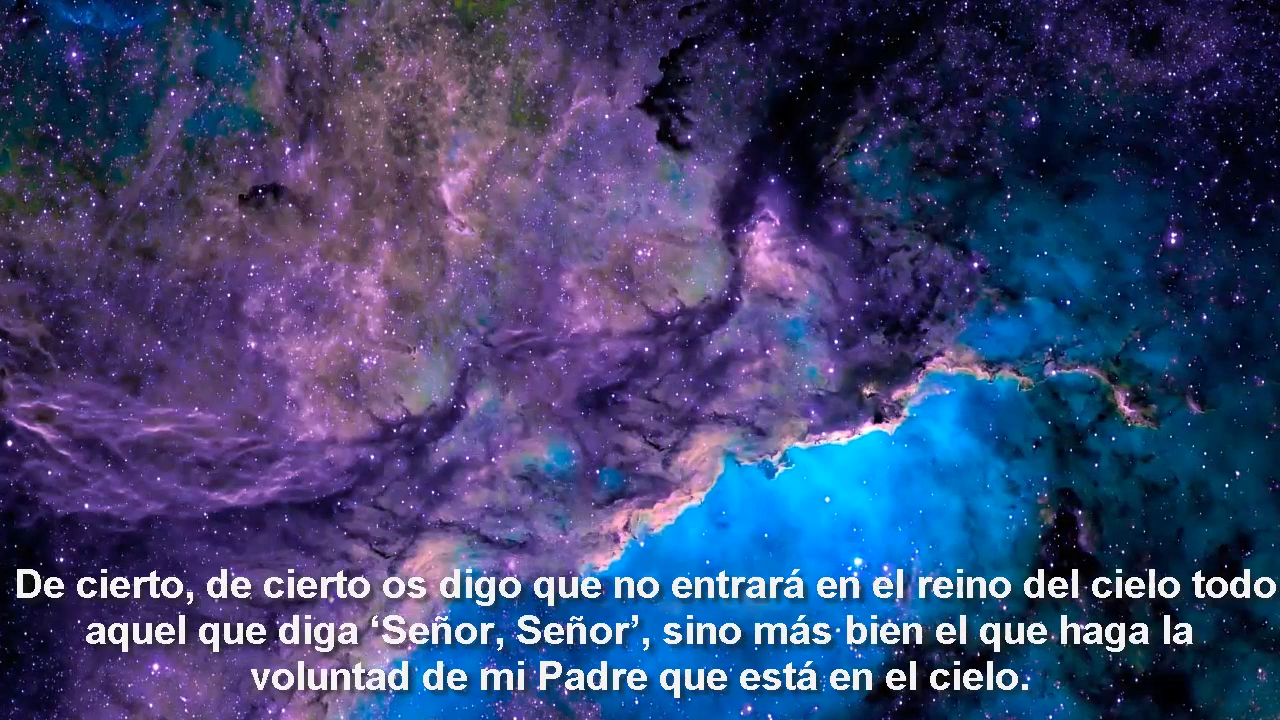 De cierto, de cierto os digo que no entrará en el reino del cielo todo
aquel que diga ‘Señor, Señor’, sino más bien el que haga la
voluntad de mi Padre que está en el cielo.